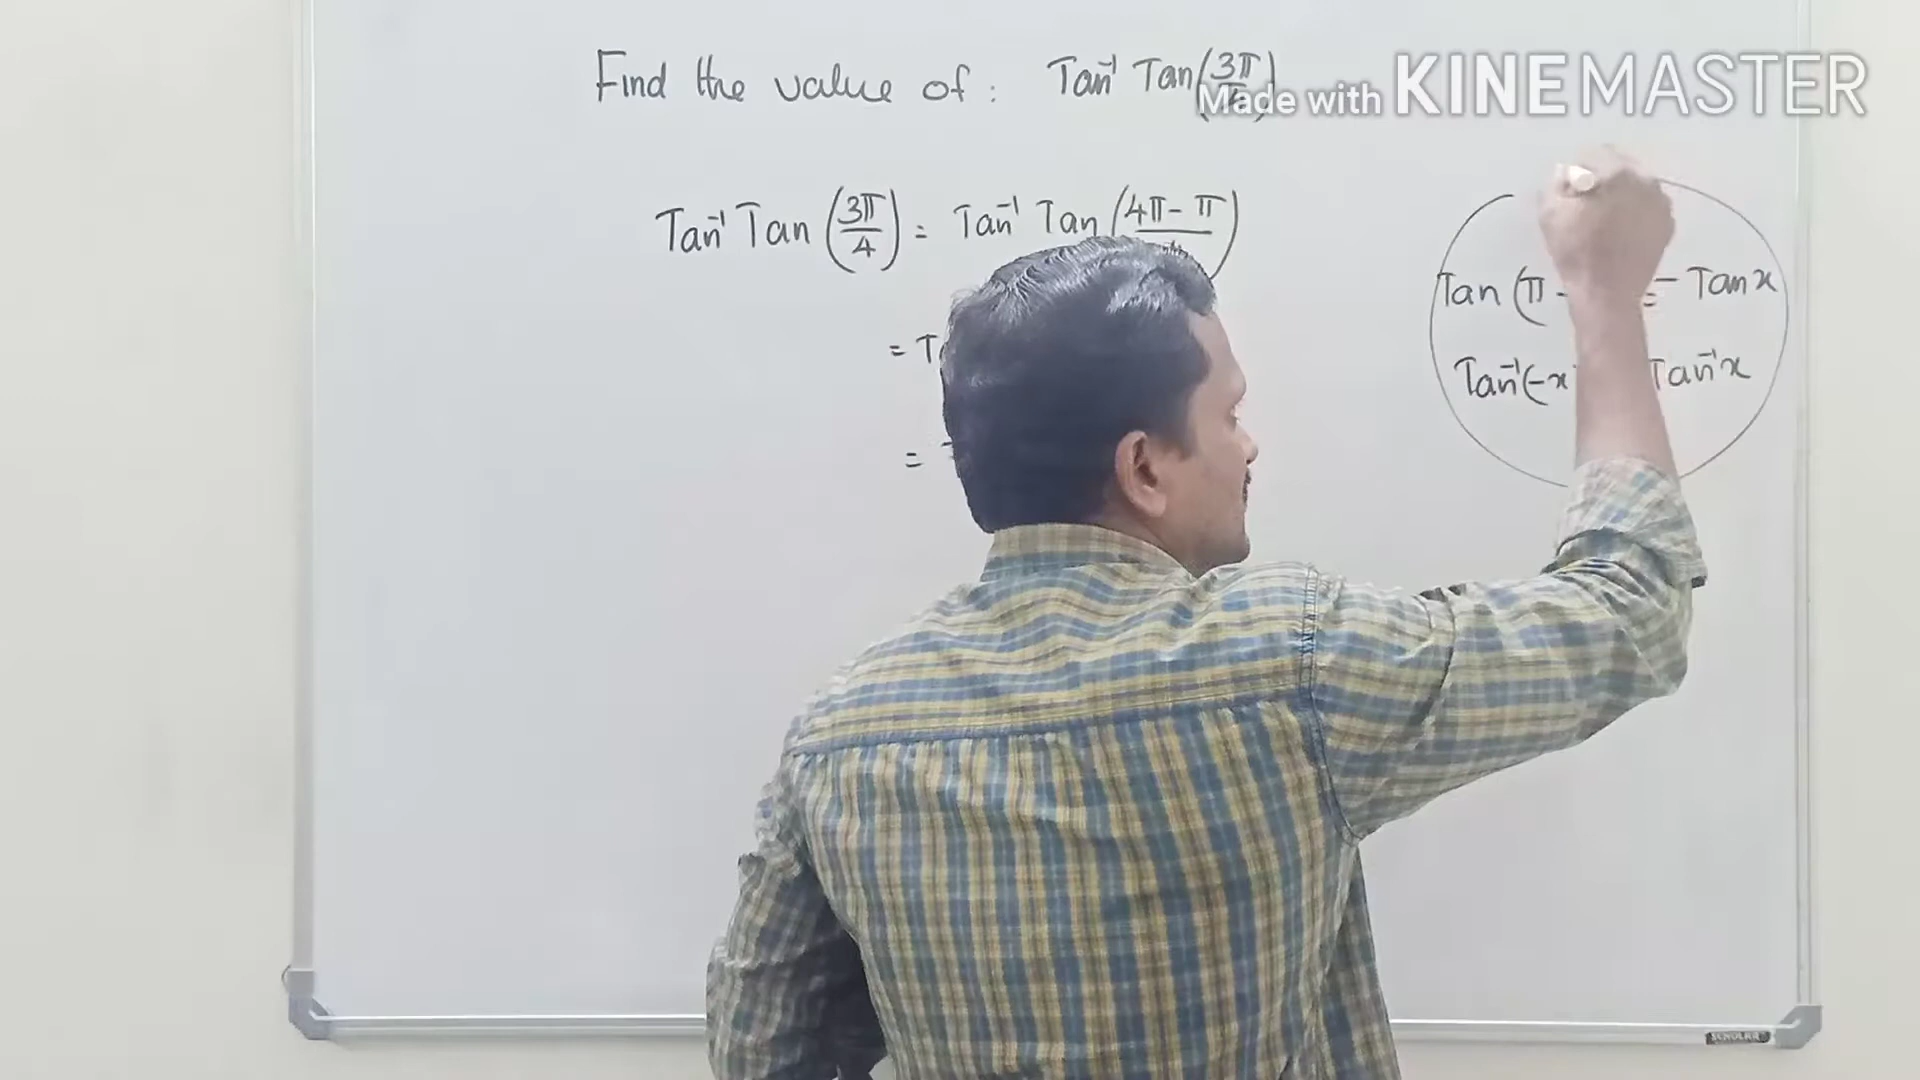 Find the value of : Tan⁻¹ Tan(3π/4)
Made with KINEMASTER
Tan⁻¹ Tan (3π/4) = Tan⁻¹ Tan (4π - π
Tan (π - = - Tan x
= T
Tan⁻¹(-x Tan⁻¹x
=
SCHOLAR